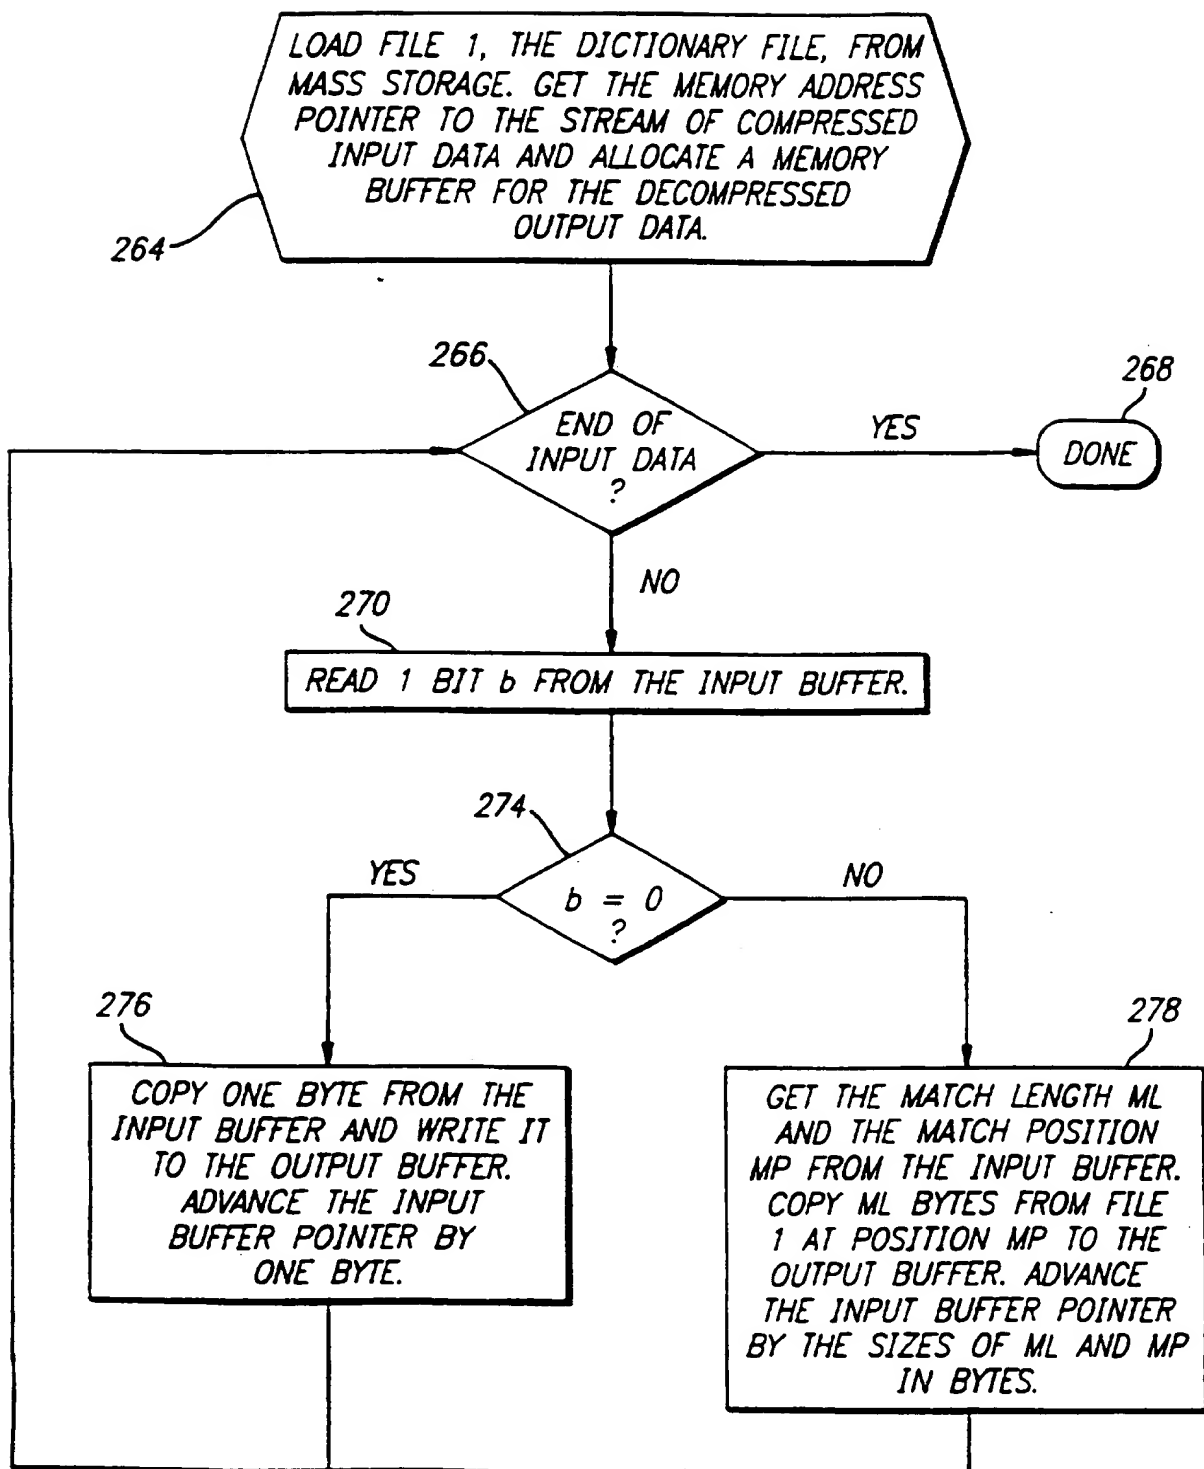 LOAD FILE 1, THE DICTIONARY FILE, FROM
MASS STORAGE. GET THE MEMORY ADDRESS
POINTER TO THE STREAM OF COMPRESSED
INPUT DATA AND ALLOCATE A MEMORY
BUFFER FOR THE DECOMPRESSED
OUTPUT DATA.
264
266
END OF
INPUT DATA
?
YES
268
DONE
NO
270
READ 1 BIT b FROM THE INPUT BUFFER.
274
b = 0
?
YES
NO
276
COPY ONE BYTE FROM THE
INPUT BUFFER AND WRITE IT
TO THE OUTPUT BUFFER.
ADVANCE THE INPUT
BUFFER POINTER BY
ONE BYTE.
278
GET THE MATCH LENGTH ML
AND THE MATCH POSITION
MP FROM THE INPUT BUFFER.
COPY ML BYTES FROM FILE
1 AT POSITION MP TO THE
OUTPUT BUFFER. ADVANCE
THE INPUT BUFFER POINTER
BY THE SIZES OF ML AND MP
IN BYTES.